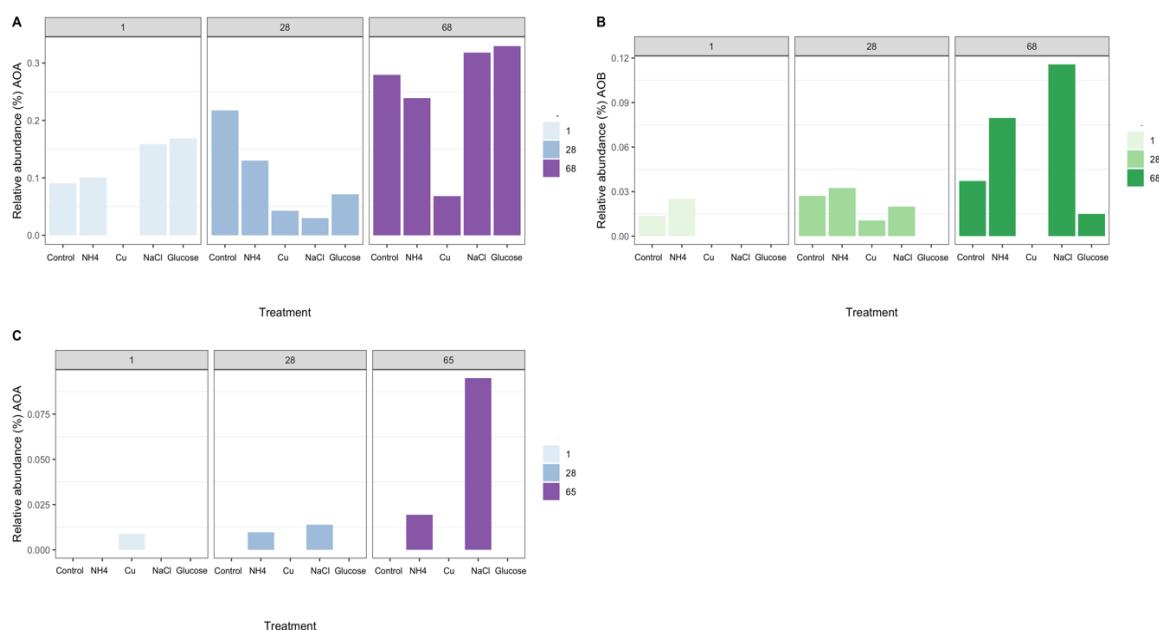 A
1 28 68
Relative abundance (%) AOA
0.3
0.2
0.1
0.0
Control NH4 Cu NaCl Glucose Control NH4 Cu NaCl Glucose Control NH4 Cu NaCl Glucose
Treatment
-
1
28
68
B
1 28 68
Relative abundance (%) AOB
0.12
0.09
0.06
0.03
0.00
Control NH4 Cu NaCl Glucose Control NH4 Cu NaCl Glucose Control NH4 Cu NaCl Glucose
Treatment
-
1
28
68
C
1 28 65
Relative abundance (%) AOA
0.075
0.050
0.025
0.000
Control NH4 Cu NaCl Glucose Control NH4 Cu NaCl Glucose Control NH4 Cu NaCl Glucose
Treatment
1
28
65